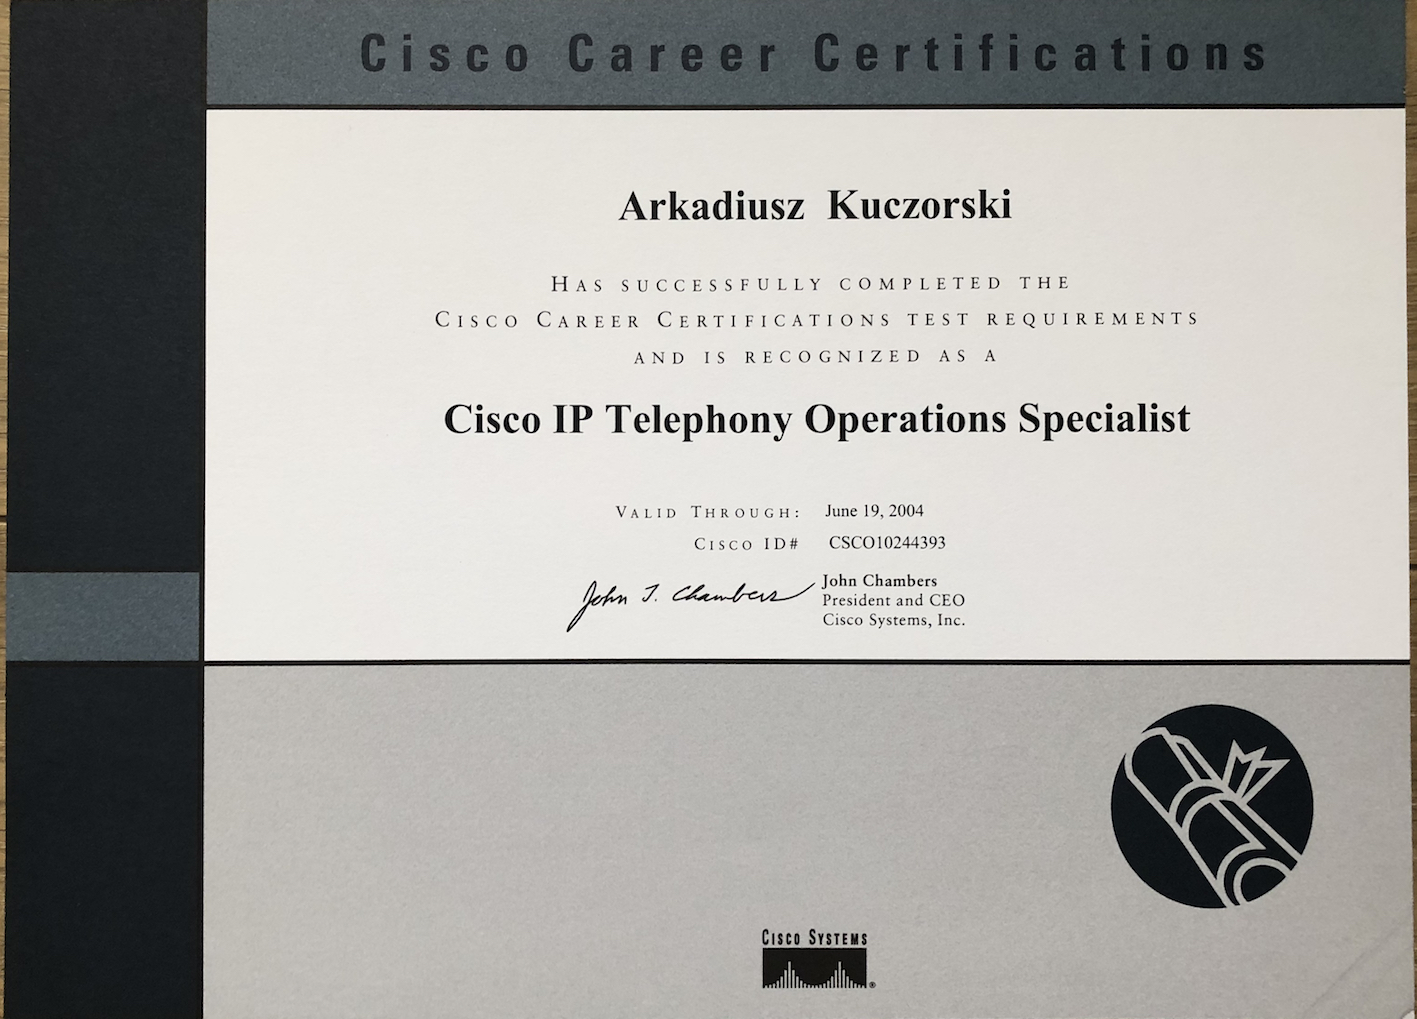 Cisco Career Certifications
Arkadiusz Kuczorski
Has successfully completed the
Cisco Career Certifications test requirements
and is recognized as a
Cisco IP Telephony Operations Specialist
Valid Through: June 19, 2004
Cisco ID# CSCO10244393
John T. Chambers
John Chambers
President and CEO
Cisco Systems, Inc.
Cisco Systems
®